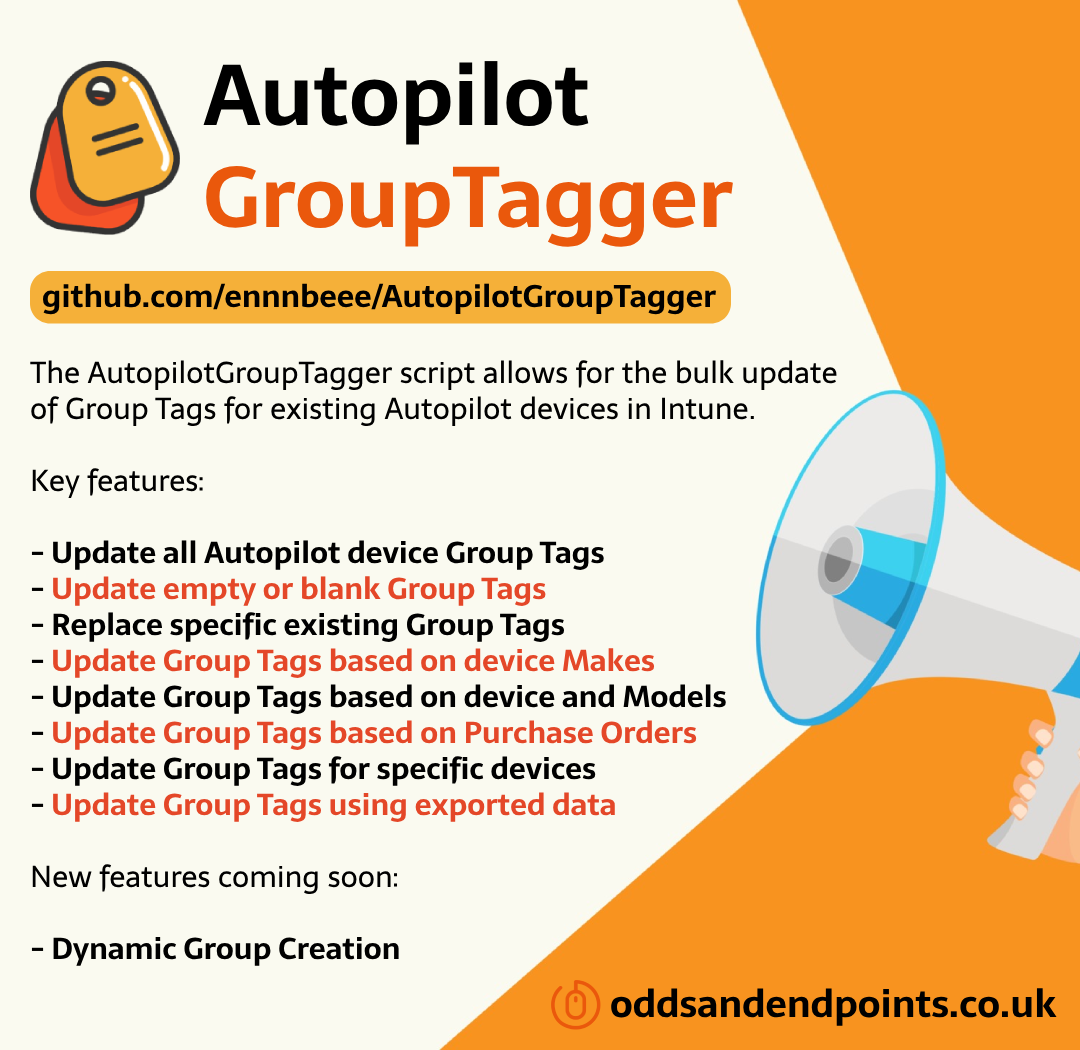 Autopilot
GroupTagger
github.com/ennnbeee/AutopilotGroupTagger
The AutopilotGroupTagger script allows for the bulk update
of Group Tags for existing Autopilot devices in Intune.
Key features:
- Update all Autopilot device Group Tags
- Update empty or blank Group Tags
- Replace specific existing Group Tags
- Update Group Tags based on device Makes
- Update Group Tags based on device and Models
- Update Group Tags based on Purchase Orders
- Update Group Tags for specific devices
- Update Group Tags using exported data
New features coming soon:
- Dynamic Group Creation
oddsandendpoints.co.uk